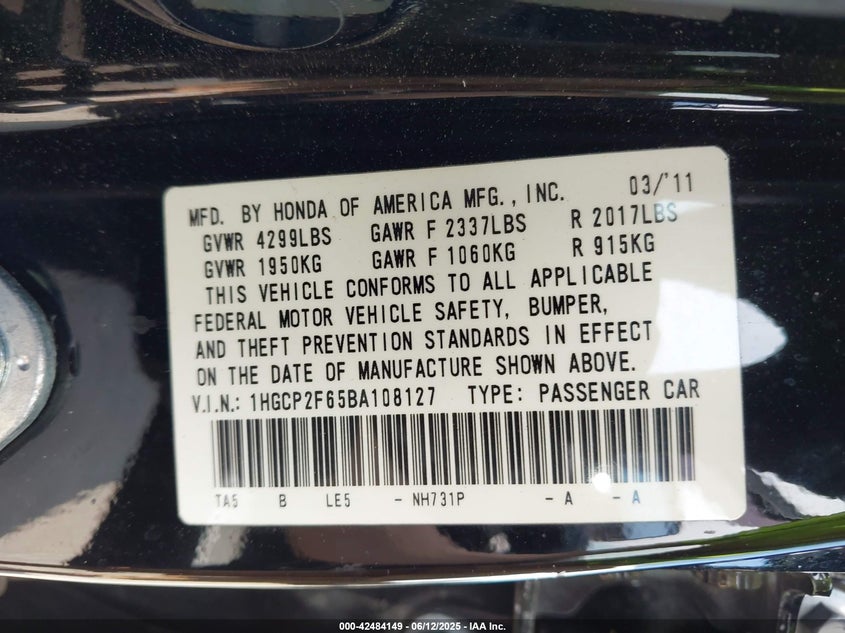 MFD. BY HONDA OF AMERICA MFG., INC. 03/'11
GVWR 4299LBS GAWR F 2337LBS R 2017LBS
GVWR 1950KG GAWR F 1060KG R 915KG
THIS VEHICLE CONFORMS TO ALL APPLICABLE
FEDERAL MOTOR VEHICLE SAFETY, BUMPER,
AND THEFT PREVENTION STANDARDS IN EFFECT
ON THE DATE OF MANUFACTURE SHOWN ABOVE.
V.I.N.: 1HGCP2F65BA108127 TYPE: PASSENGER CAR
TA5 B LE5 - NH731P - A - A
000-42484149 - 06/12/2025 - IAA Inc.